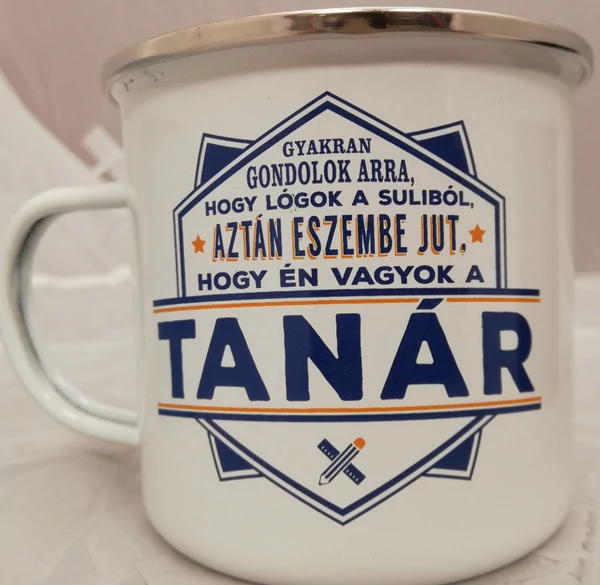 GYAKRAN
GONDOLOK ARRA,
HOGY LÓGOK A SULIBÓL,
AZTÁN ESZEMBE JUT,
HOGY ÉN VAGYOK A
TANÁR